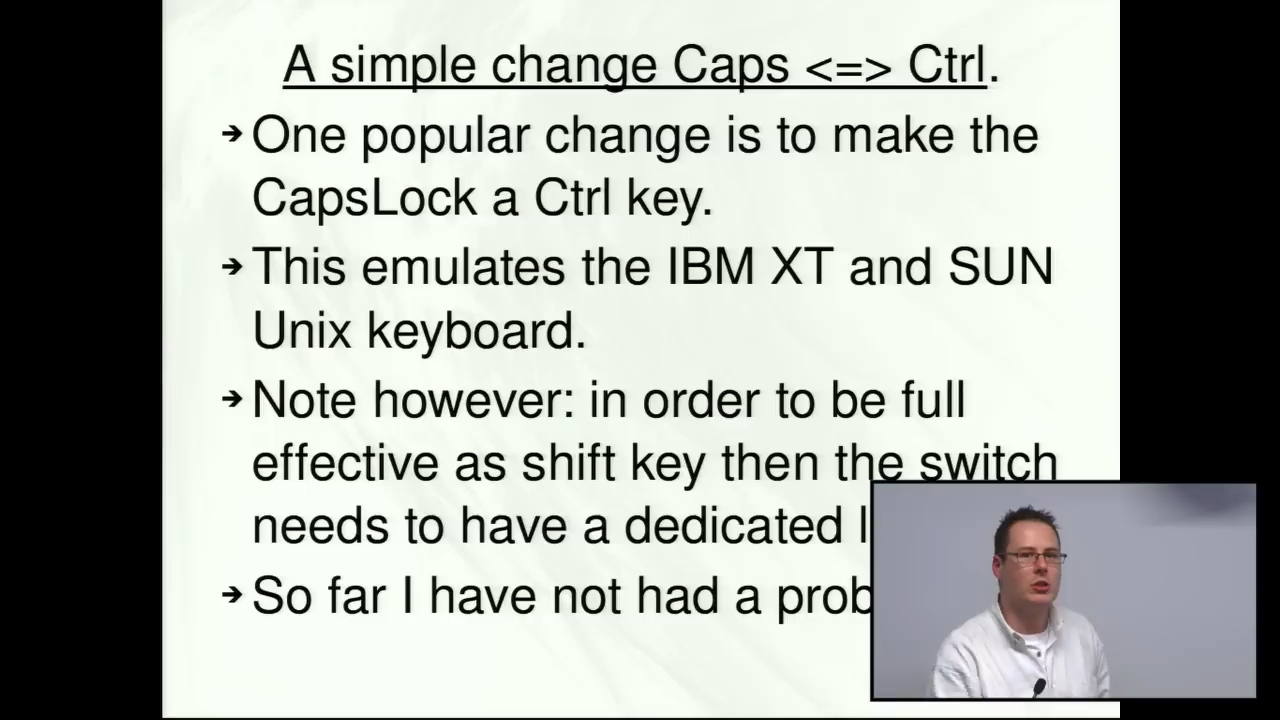 A simple change Caps <=> Ctrl.
➔ One popular change is to make the
CapsLock a Ctrl key.
➔ This emulates the IBM XT and SUN
Unix keyboard.
➔ Note however: in order to be full
effective as shift key then the switch
needs to have a dedicated
➔ So far I have not had a